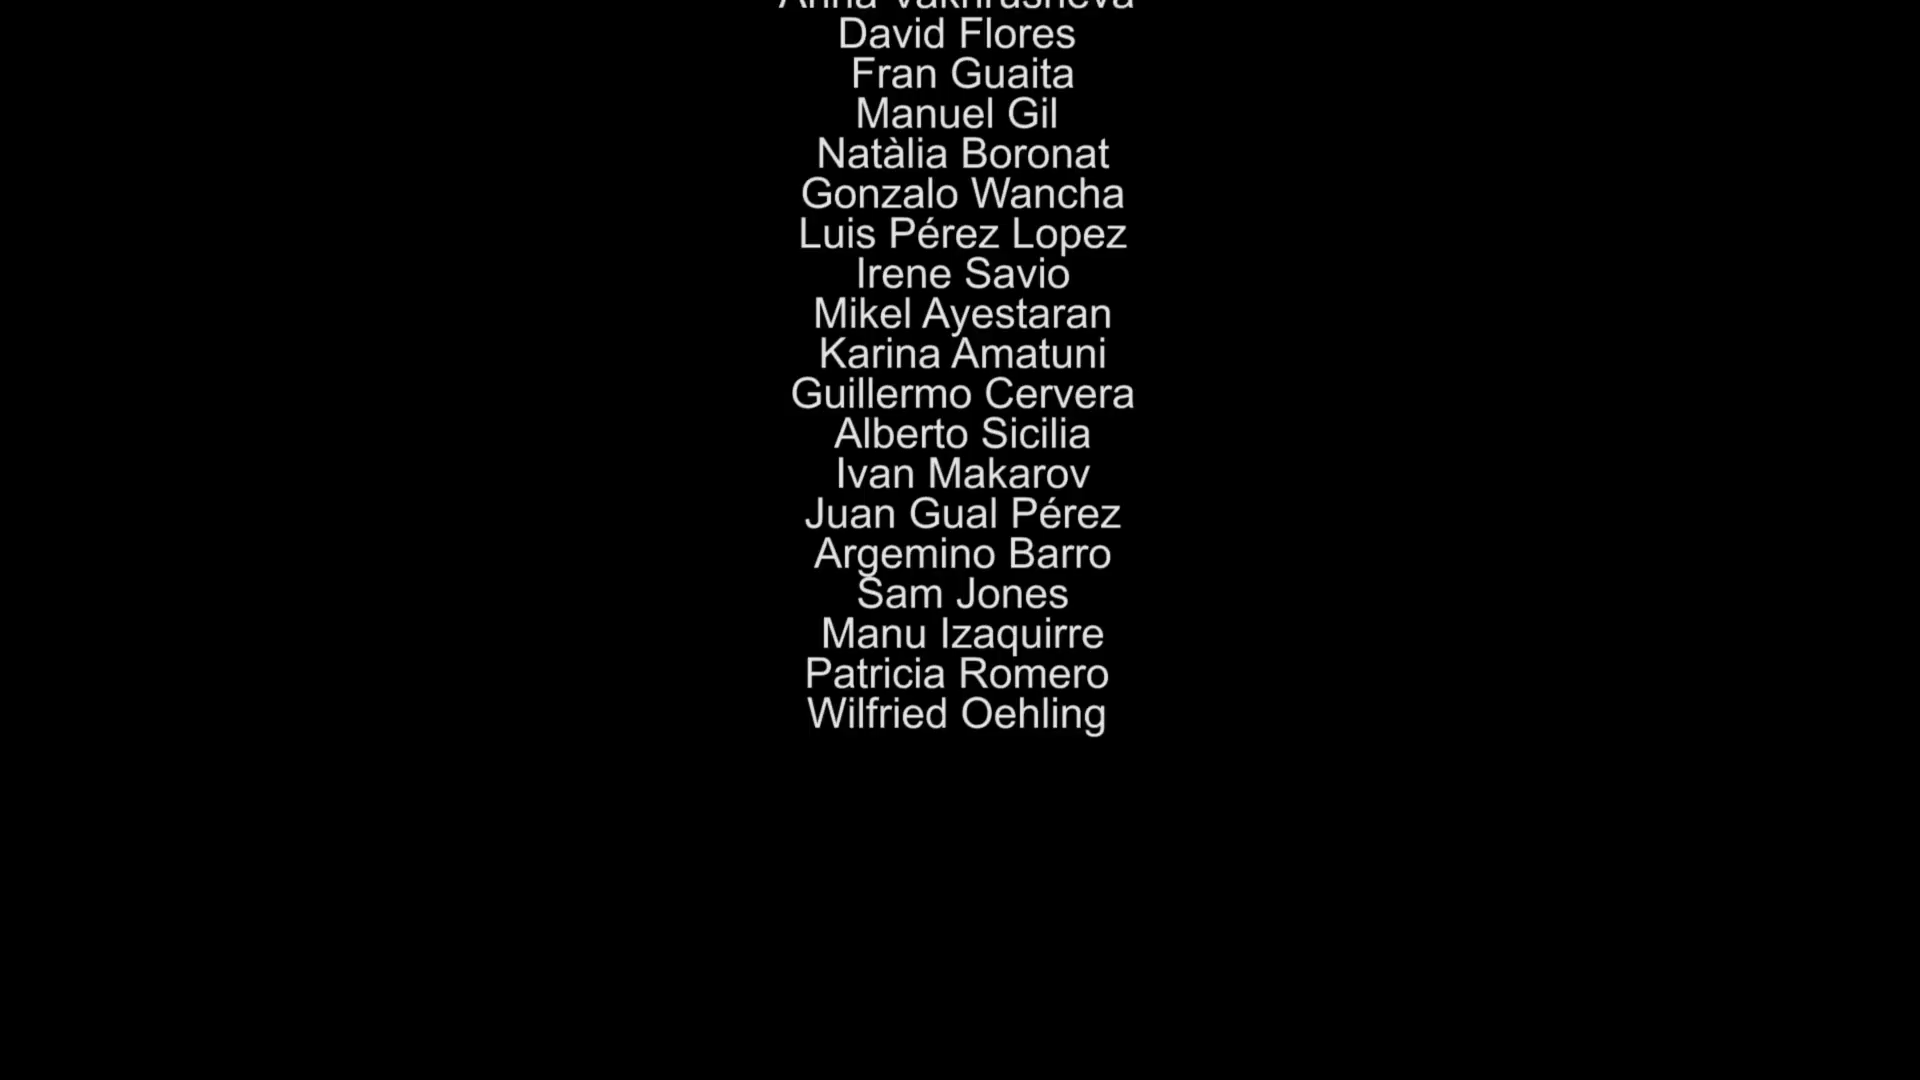 Anna Vakhrusheva
David Flores
Fran Guaita
Manuel Gil
Natàlia Boronat
Gonzalo Wancha
Luis Pérez Lopez
Irene Savio
Mikel Ayestaran
Karina Amatuni
Guillermo Cervera
Alberto Sicilia
Ivan Makarov
Juan Gual Pérez
Argemino Barro
Sam Jones
Manu Izaquirre
Patricia Romero
Wilfried Oehling